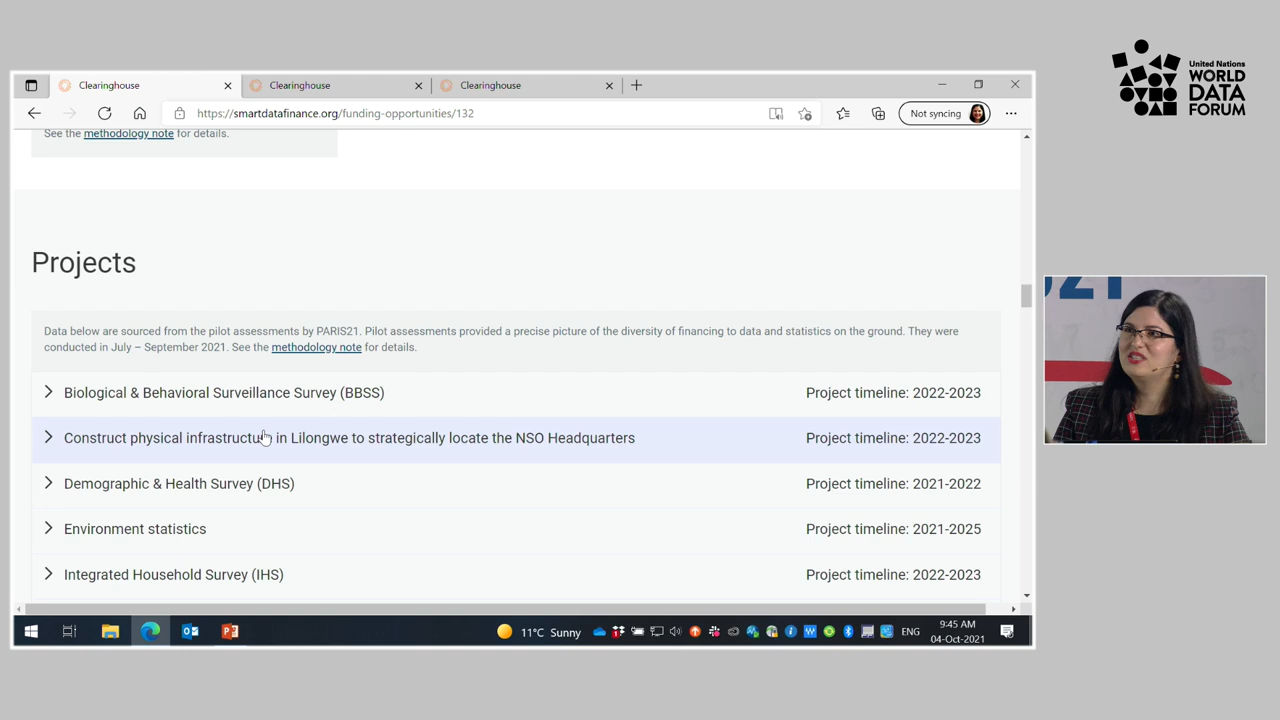 Clearinghouse
Clearinghouse
Clearinghouse
https://smartdatafinance.org/funding-opportunities/132
Not syncing
See the methodology note for details.
Projects
Data below are sourced from the pilot assessments by PARIS21. Pilot assessments provided a precise picture of the diversity of financing to data and statistics on the ground. They were
conducted in July – September 2021. See the methodology note for details.
Biological & Behavioral Surveillance Survey (BBSS) Project timeline: 2022-2023
Construct physical infrastructure in Lilongwe to strategically locate the NSO Headquarters Project timeline: 2022-2023
Demographic & Health Survey (DHS) Project timeline: 2021-2022
Environment statistics Project timeline: 2021-2025
Integrated Household Survey (IHS) Project timeline: 2022-2023
11°C Sunny
ENG
9:45 AM
04-Oct-2021
United Nations
WORLD
DATA
FORUM
021